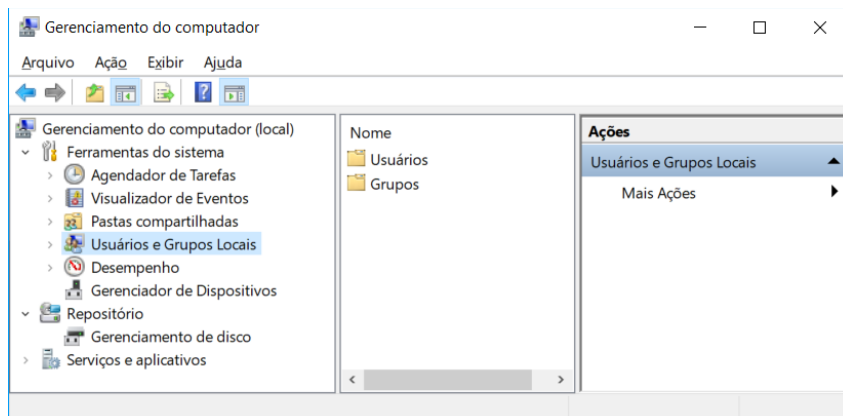 Gerenciamento do computador
Arquivo Ação Exibir Ajuda
Gerenciamento do computador (local)
Ferramentas do sistema
Agendador de Tarefas
Visualizador de Eventos
Pastas compartilhadas
Usuários e Grupos Locais
Desempenho
Gerenciador de Dispositivos
Repositório
Gerenciamento de disco
Serviços e aplicativos
Nome
Usuários
Grupos
Ações
Usuários e Grupos Locais
Mais Ações